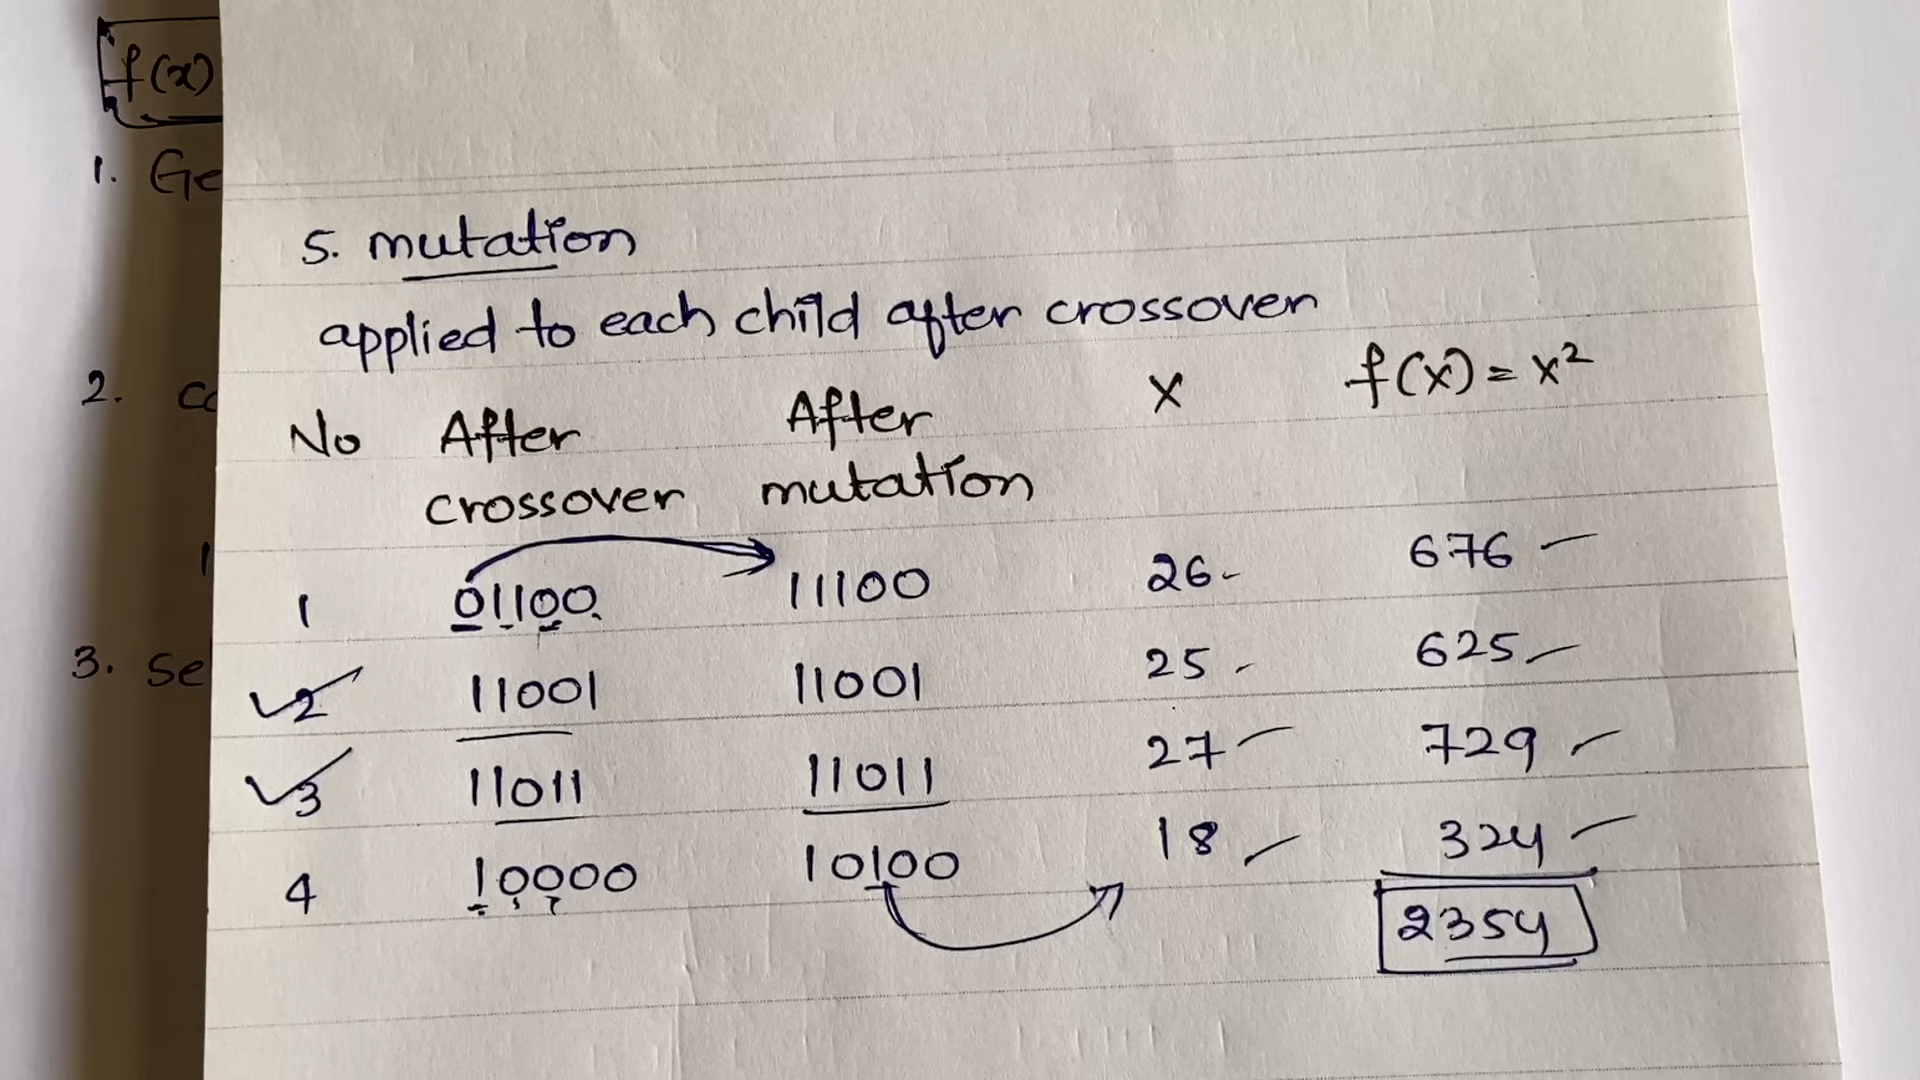 f(x)
1. Ge
2. co
3. Se
5. mutation
applied to each child after crossover
No After crossover After mutation X f(x) = x²
1 01100 11100 26 676
2 11001 11001 25 625
3 11011 11011 27 729
4 10000 10100 18 324
2354